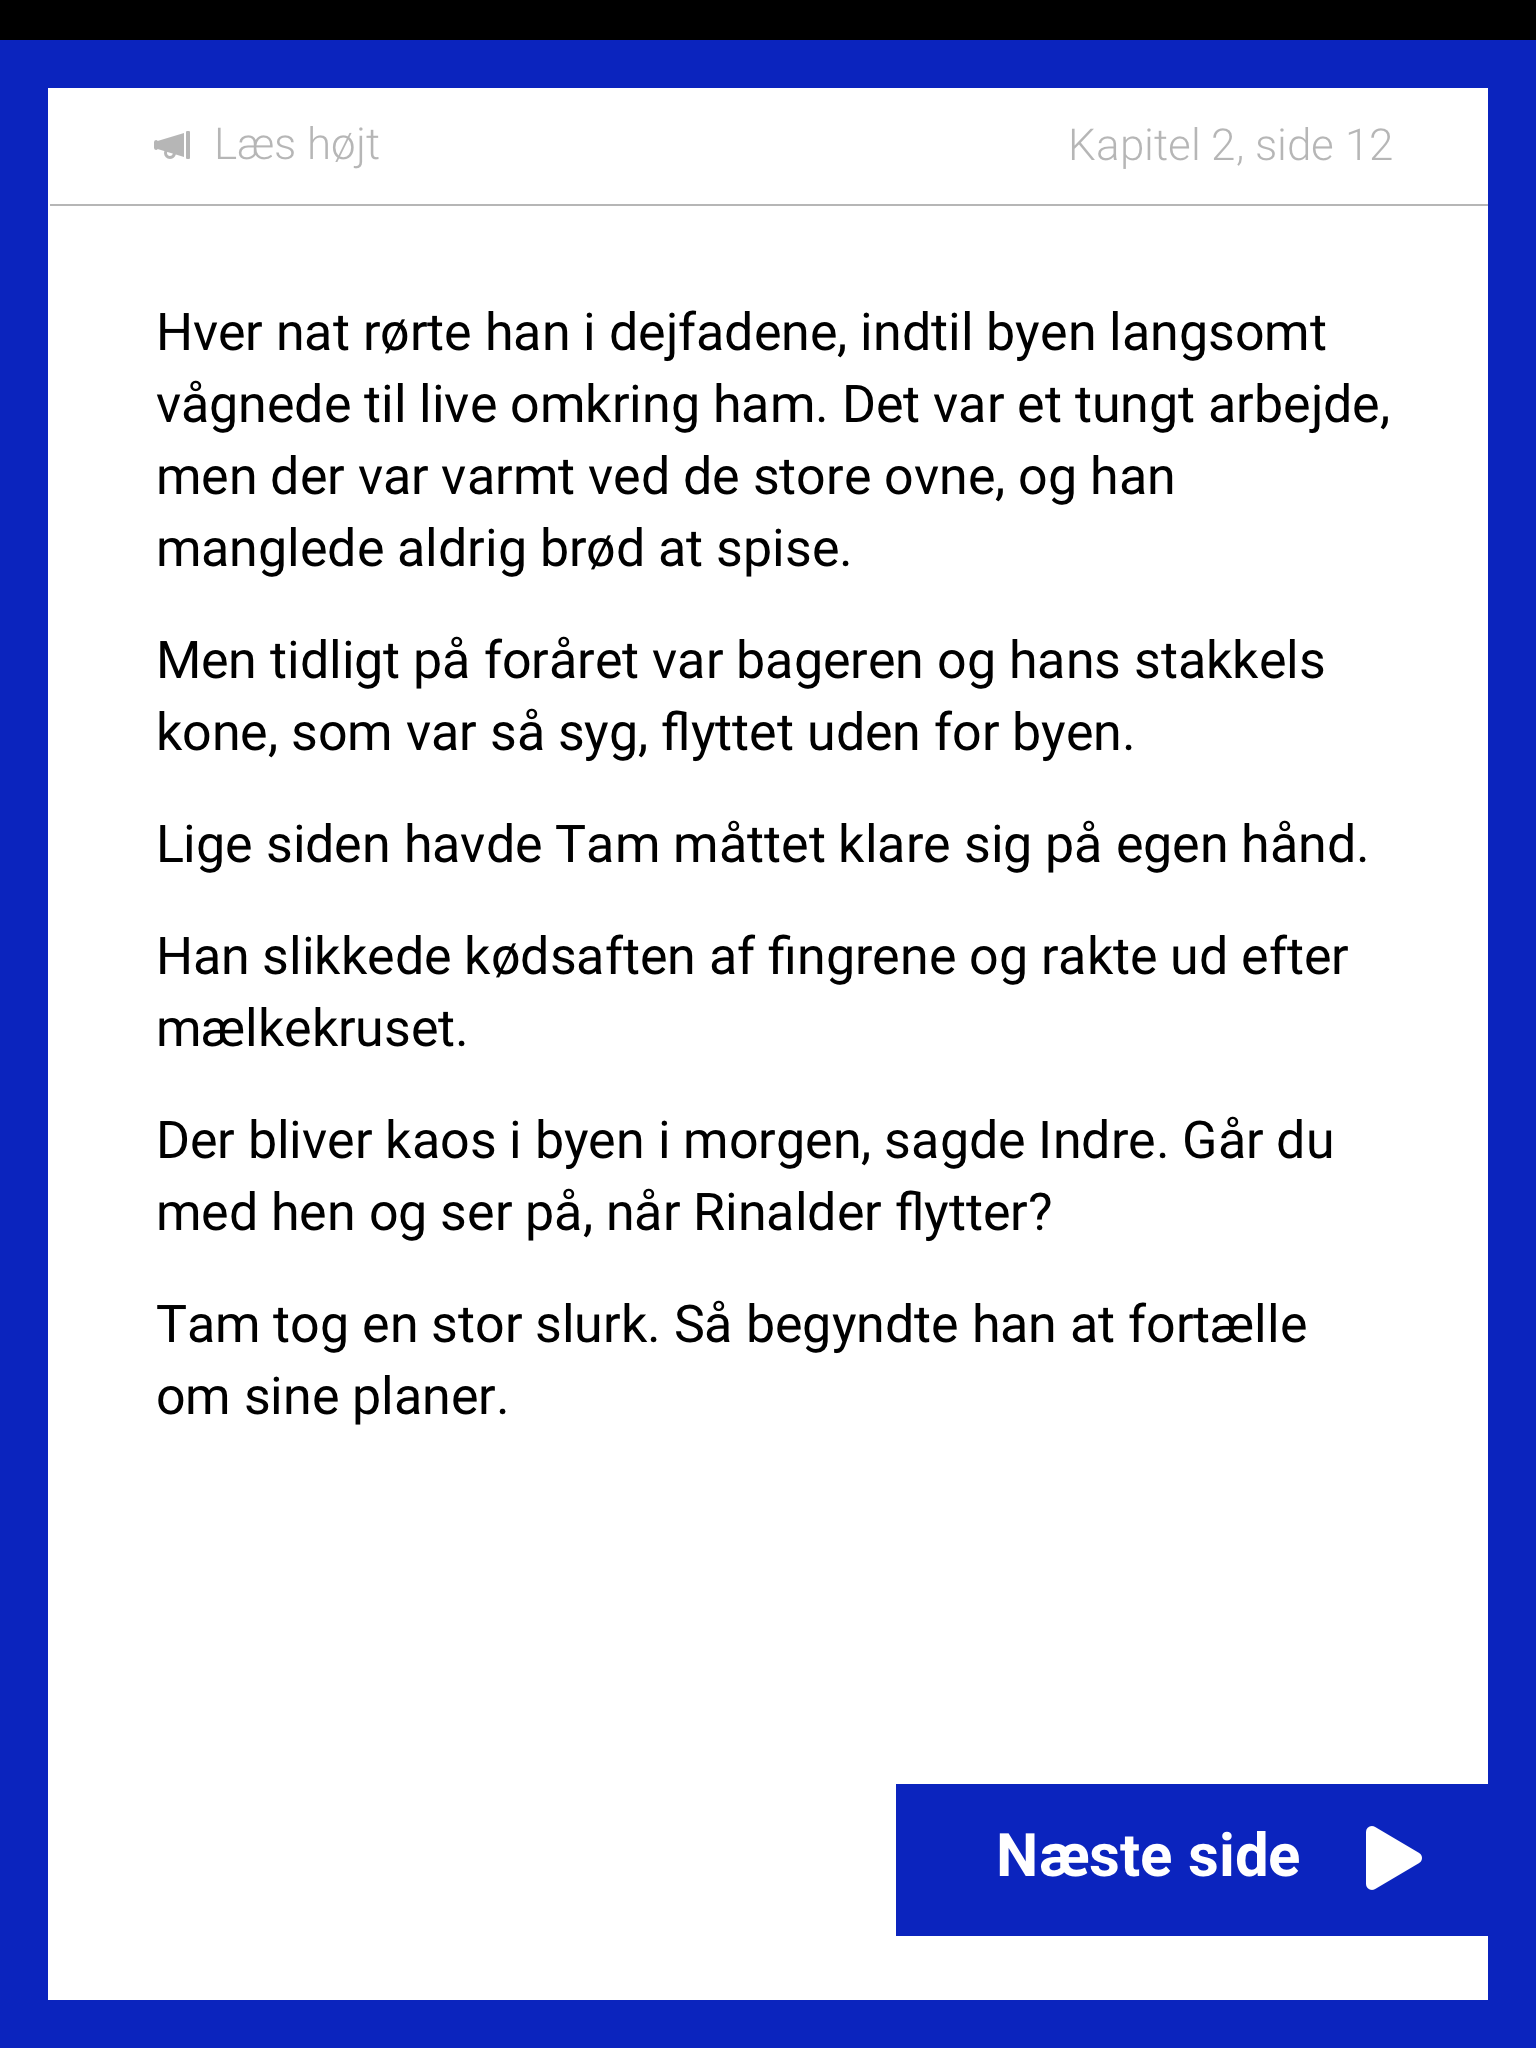 Læs højt
Kapitel 2, side 12
Hver nat rørte han i dejfadene, indtil byen langsomt
vågnede til live omkring ham. Det var et tungt arbejde,
men der var varmt ved de store ovne, og han
manglede aldrig brød at spise.
Men tidligt på foråret var bageren og hans stakkels
kone, som var så syg, flyttet uden for byen.
Lige siden havde Tam måttet klare sig på egen hånd.
Han slikkede kødsaften af fingrene og rakte ud efter
mælkekruset.
Der bliver kaos i byen i morgen, sagde Indre. Går du
med hen og ser på, når Rinalder flytter?
Tam tog en stor slurk. Så begyndte han at fortælle
om sine planer.
Næste side